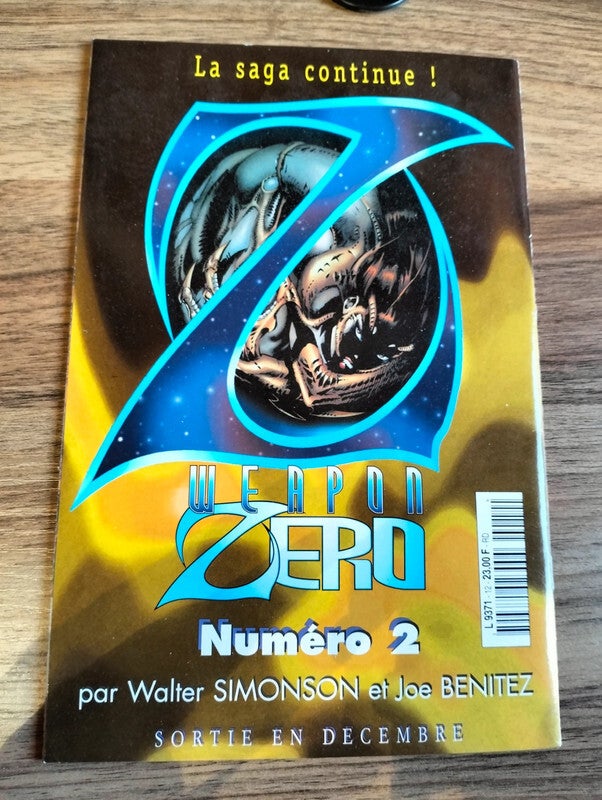 La saga continue !
WEAPON
ZERO
Numéro 2
par Walter SIMONSON et Joe BENITEZ
SORTIE EN DECEMBRE
L 9371 - 12 - 23.00 F - RD